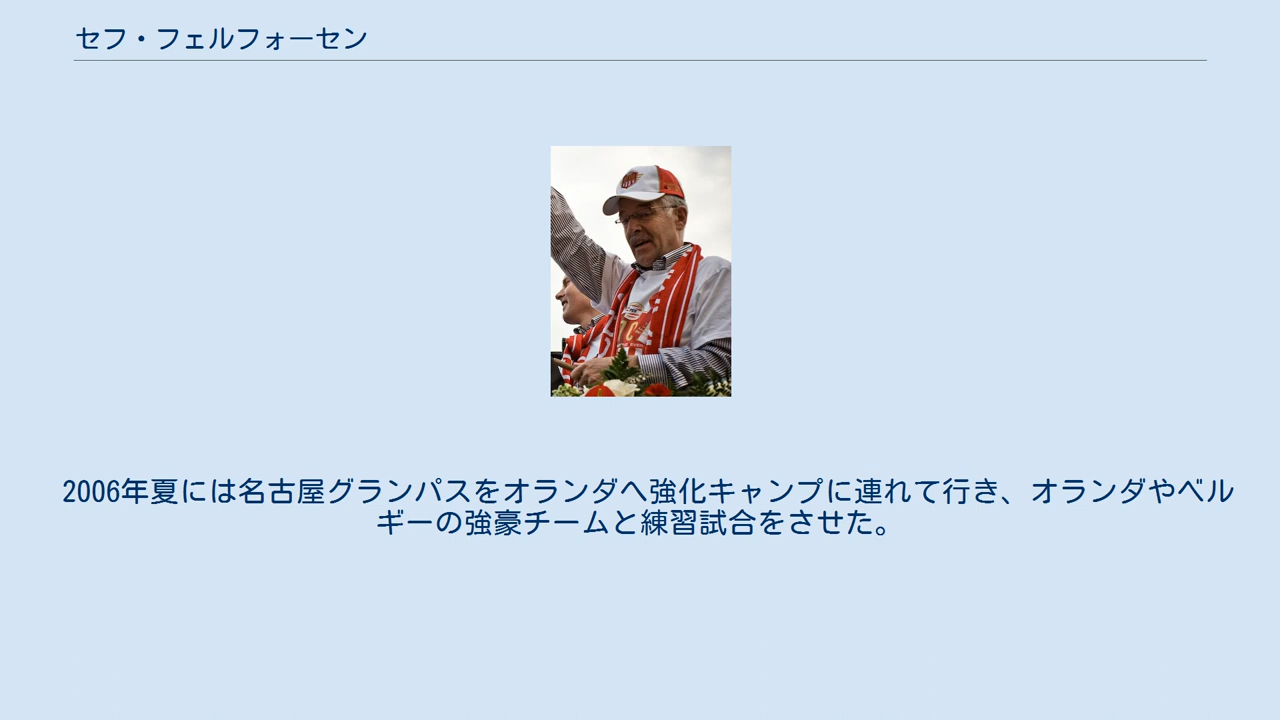 セフ・フェルフォーセン
2006年夏には名古屋グランパスをオランダへ強化キャンプに連れて行き、オランダやベル
ギーの強豪チームと練習試合をさせた。